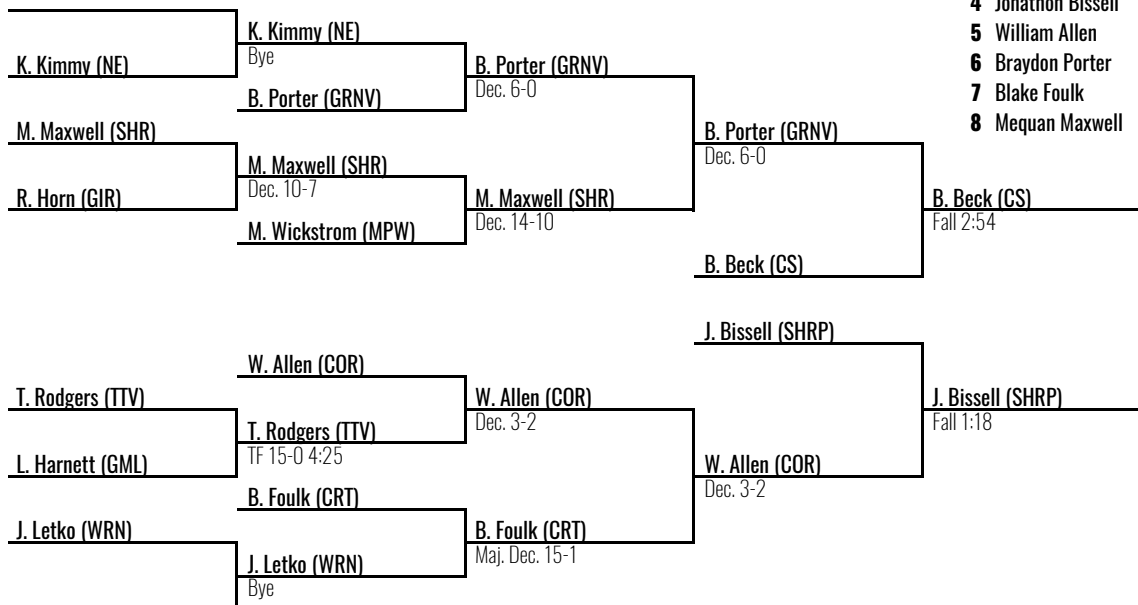 4 Jonathon Bissell
5 William Allen
6 Braydon Porter
7 Blake Foulk
8 Mequan Maxwell
K. Kimmy (NE)
K. Kimmy (NE)
Bye
B. Porter (GRNV)
B. Porter (GRNV)
Dec. 6-0
M. Maxwell (SHR)
R. Horn (GIR)
M. Maxwell (SHR)
Dec. 10-7
M. Wickstrom (MPW)
M. Maxwell (SHR)
Dec. 14-10
B. Porter (GRNV)
Dec. 6-0
B. Beck (CS)
B. Beck (CS)
Fall 2:54
J. Bissell (SHRP)
W. Allen (COR)
T. Rodgers (TTV)
L. Harnett (GML)
T. Rodgers (TTV)
TF 15-0 4:25
W. Allen (COR)
Dec. 3-2
B. Foulk (CRT)
J. Letko (WRN)
J. Letko (WRN)
Bye
B. Foulk (CRT)
Maj. Dec. 15-1
W. Allen (COR)
Dec. 3-2
J. Bissell (SHRP)
Fall 1:18